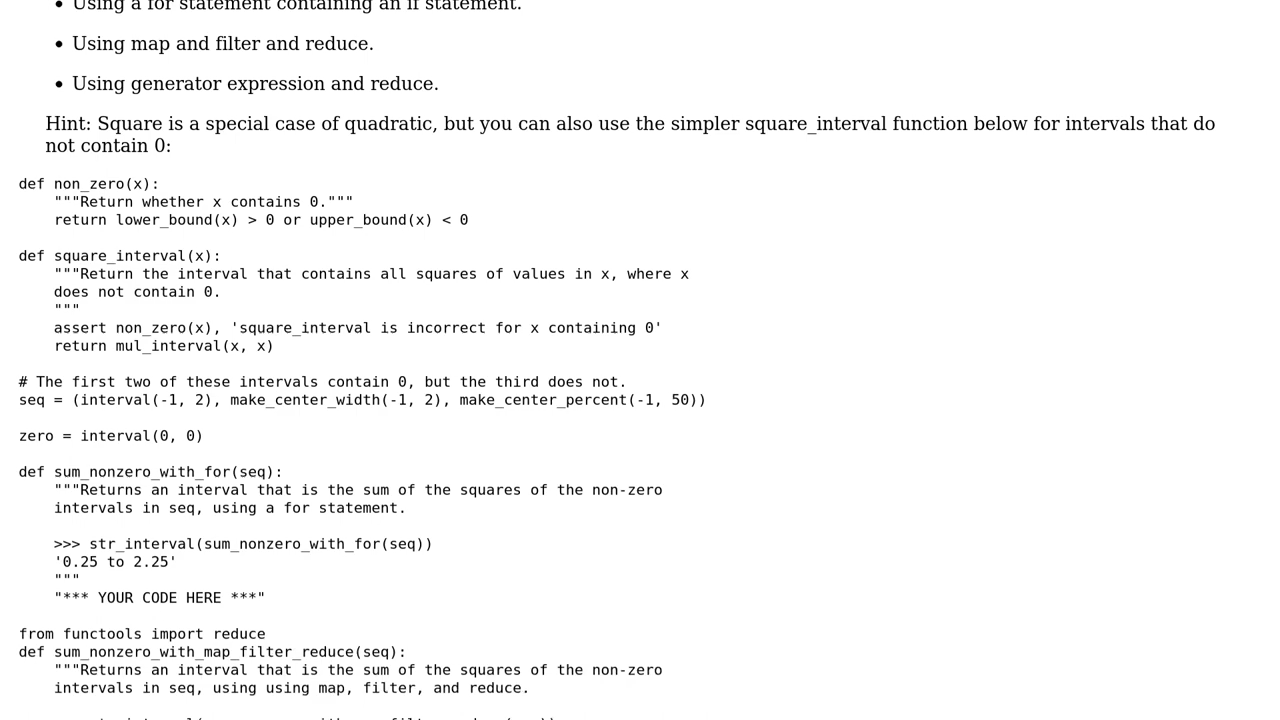 • Using a for statement containing an if statement.
• Using map and filter and reduce.
• Using generator expression and reduce.
Hint: Square is a special case of quadratic, but you can also use the simpler square_interval function below for intervals that do
not contain 0:
def non_zero(x):
    """Return whether x contains 0."""
    return lower_bound(x) > 0 or upper_bound(x) < 0
def square_interval(x):
    """Return the interval that contains all squares of values in x, where x
    does not contain 0.
    """
    assert non_zero(x), 'square_interval is incorrect for x containing 0'
    return mul_interval(x, x)
# The first two of these intervals contain 0, but the third does not.
seq = (interval(-1, 2), make_center_width(-1, 2), make_center_percent(-1, 50))
zero = interval(0, 0)
def sum_nonzero_with_for(seq):
    """Returns an interval that is the sum of the squares of the non-zero
    intervals in seq, using a for statement.
    >>> str_interval(sum_nonzero_with_for(seq))
    '0.25 to 2.25'
    """
    "*** YOUR CODE HERE ***"
from functools import reduce
def sum_nonzero_with_map_filter_reduce(seq):
    """Returns an interval that is the sum of the squares of the non-zero
    intervals in seq, using using map, filter, and reduce.